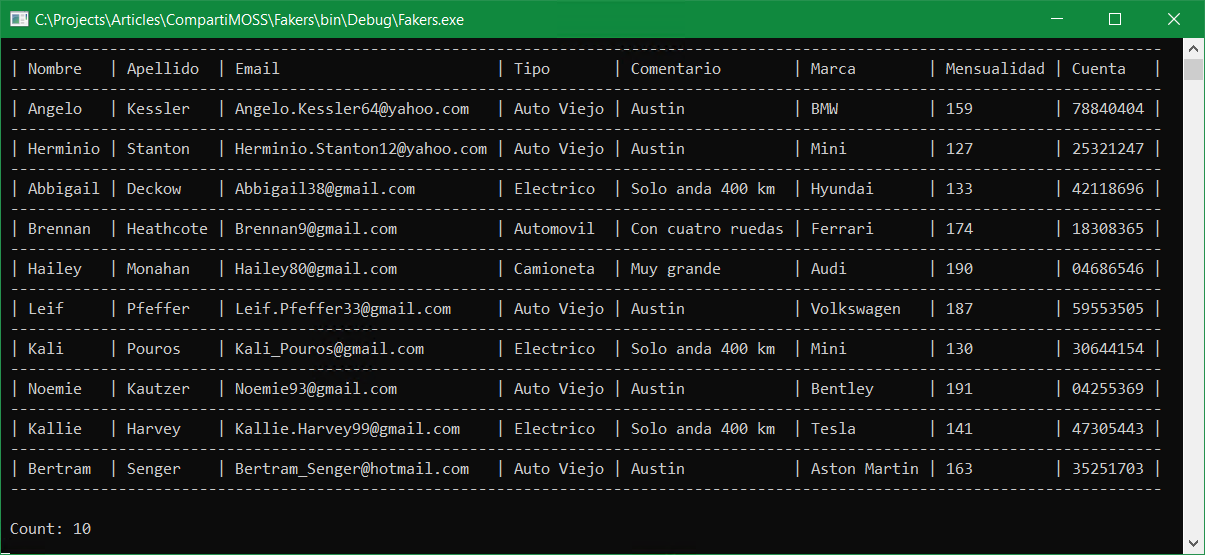 C:\Projects\Articles\CompartiMOSS\Fakers\bin\Debug\Fakers.exe
| Nombre | Apellido | Email | Tipo | Comentario | Marca | Mensualidad | Cuenta |
| Angelo | Kessler | Angelo.Kessler64@yahoo.com | Auto Viejo | Austin | BMW | 159 | 78840404 |
| Herminio | Stanton | Herminio.Stanton12@yahoo.com | Auto Viejo | Austin | Mini | 127 | 25321247 |
| Abbigail | Deckow | Abbigail38@gmail.com | Electrico | Solo anda 400 km | Hyundai | 133 | 42118696 |
| Brennan | Heathcote | Brennan9@gmail.com | Automovil | Con cuatro ruedas | Ferrari | 174 | 18308365 |
| Hailey | Monahan | Hailey80@gmail.com | Camioneta | Muy grande | Audi | 190 | 04686546 |
| Leif | Pfeffer | Leif.Pfeffer33@gmail.com | Auto Viejo | Austin | Volkswagen | 187 | 59553505 |
| Kali | Pouros | Kali_Pouros@gmail.com | Electrico | Solo anda 400 km | Mini | 130 | 30644154 |
| Noemie | Kautzer | Noemie93@gmail.com | Auto Viejo | Austin | Bentley | 191 | 04255369 |
| Kallie | Harvey | Kallie.Harvey99@gmail.com | Electrico | Solo anda 400 km | Tesla | 141 | 47305443 |
| Bertram | Senger | Bertram_Senger@hotmail.com | Auto Viejo | Austin | Aston Martin | 163 | 35251703 |
Count: 10